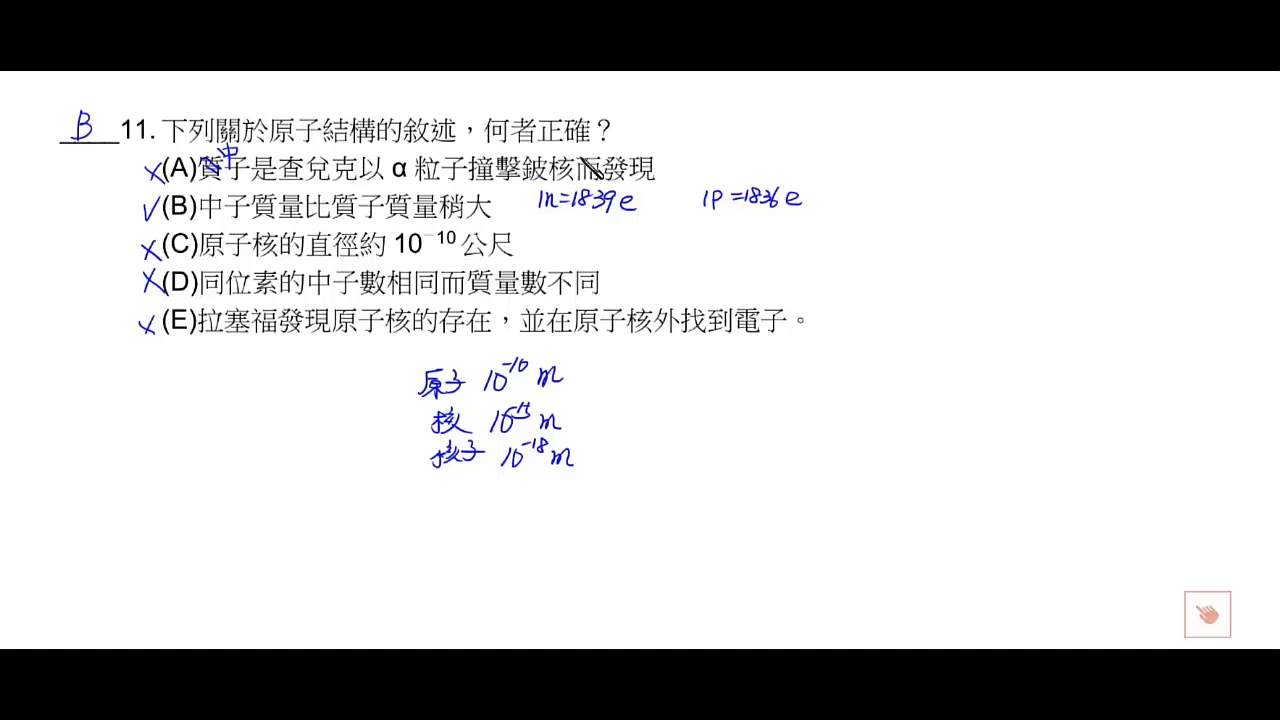 B 11. 下列關於原子結構的敘述，何者正確？
中
×(A)質子是查兌克以 α 粒子撞擊鈹核而發現
✓(B)中子質量比質子質量稍大 1n=1839e 1P=1836e
×(C)原子核的直徑約 10⁻¹⁰ 公尺
×(D)同位素的中子數相同而質量數不同
×(E)拉塞福發現原子核的存在，並在原子核外找到電子。
原子 10⁻¹⁰ m
核 10⁻¹⁵ m
核子 10⁻¹⁸ m